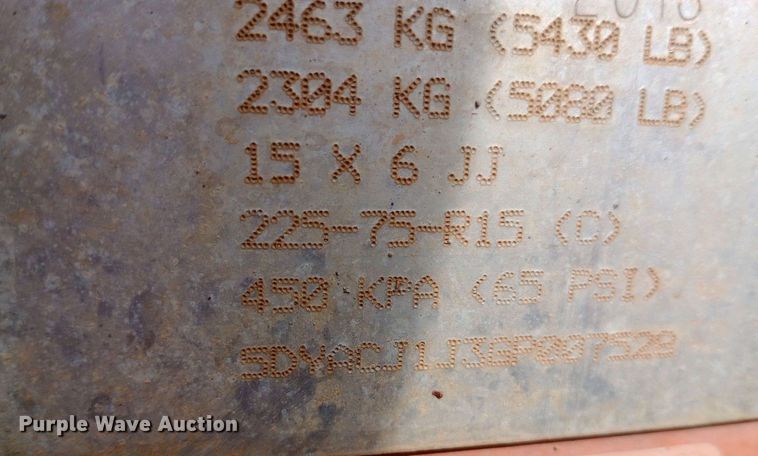 2463 KG (5430 LB)
2304 KG (5080 LB)
15 X 6 JJ
225-75-R15 (C)
450 KPA (65 PSI)
5DYACJ1J3GP007520
Purple Wave Auction®